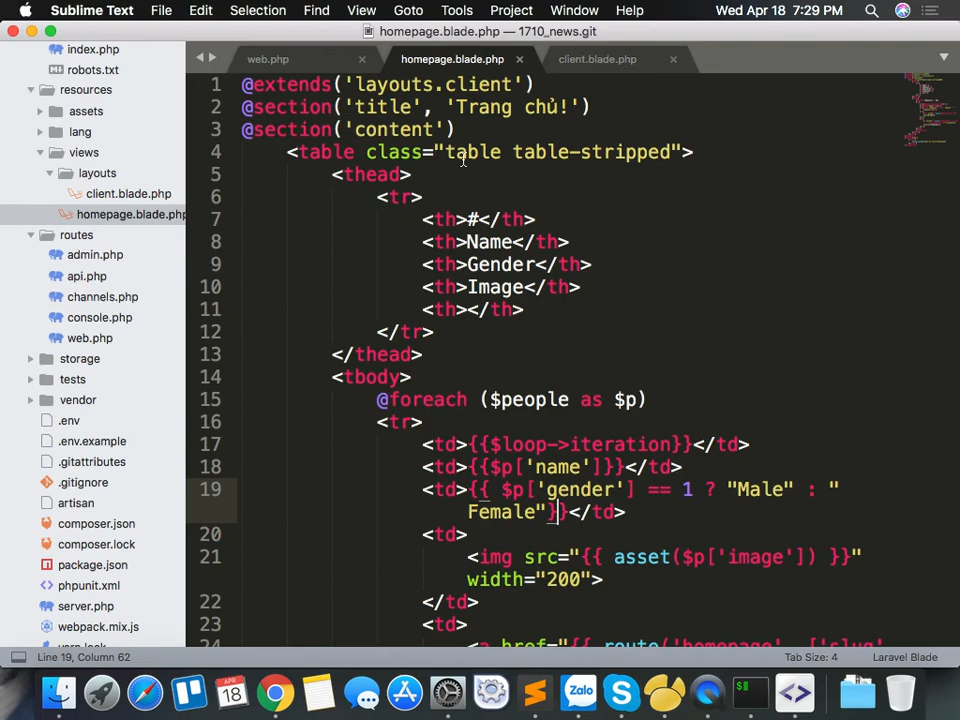 Sublime Text File Edit Selection Find View Goto Tools Project Window Help Wed Apr 18 7:29 PM
homepage.blade.php — 1710_news.git
web.php × homepage.blade.php × client.blade.php ×
index.php
robots.txt
resources
assets
lang
views
layouts
client.blade.php
homepage.blade.php
routes
admin.php
api.php
channels.php
console.php
web.php
storage
tests
vendor
.env
.env.example
.gitattributes
.gitignore
artisan
composer.json
composer.lock
package.json
phpunit.xml
server.php
webpack.mix.js
1 @extends('layouts.client')
2 @section('title', 'Trang chủ!')
3 @section('content')
4 <table class="table table-stripped">
5 <thead>
6 <tr>
7 <th>#</th>
8 <th>Name</th>
9 <th>Gender</th>
10 <th>Image</th>
11 <th></th>
12 </tr>
13 </thead>
14 <tbody>
15 @foreach ($people as $p)
16 <tr>
17 <td>{{$loop->iteration}}</td>
18 <td>{{$p['name']}}</td>
19 <td>{{ $p['gender'] == 1 ? "Male" : "
Female"}}</td>
20 <td>
21 <img src="{{ asset($p['image']) }}"
width="200">
22 </td>
23 <td>
24 <a href="{{ route('homepage', ['slug'
Line 19, Column 62 Tab Size: 4 Laravel Blade
APR
18
Zalo